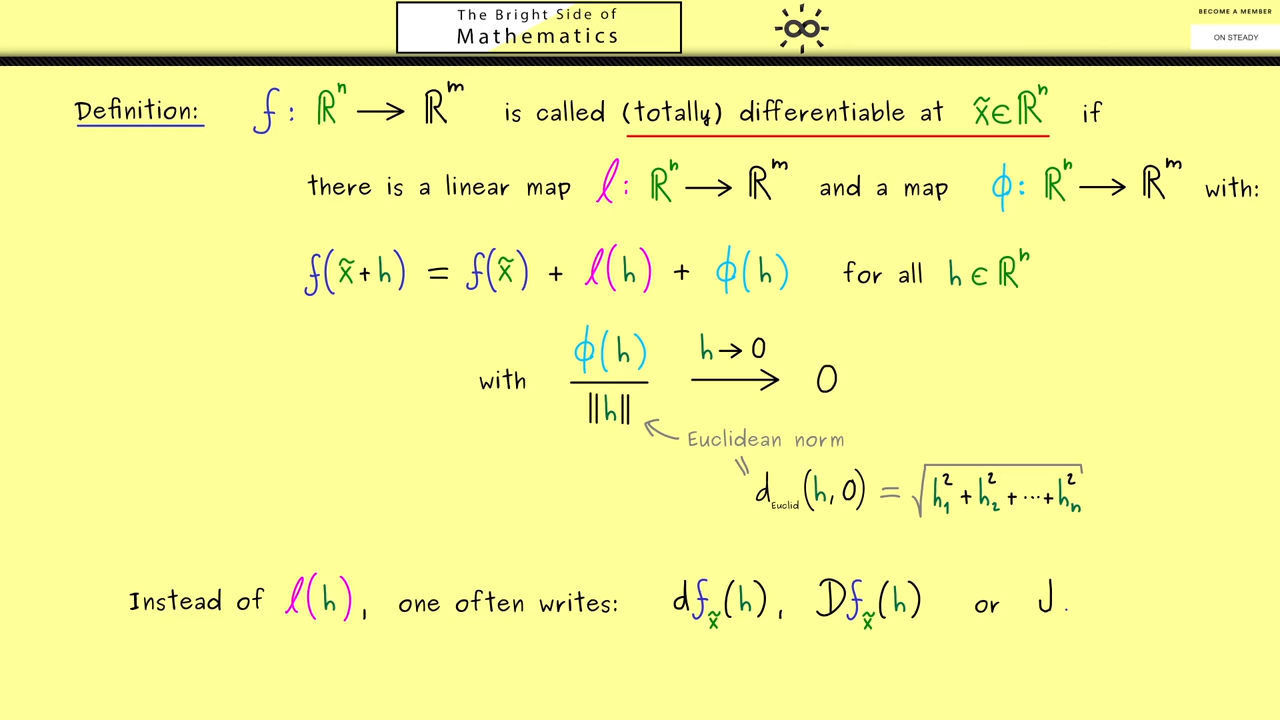 The Bright Side of
Mathematics
BECOME A MEMBER
ON STEADY
Definition: f: ℝⁿ → ℝᵐ is called (totally) differentiable at x̃ ∈ ℝⁿ if
there is a linear map ℓ: ℝⁿ → ℝᵐ and a map ϕ: ℝⁿ → ℝᵐ with:
f(x̃+h) = f(x̃) + ℓ(h) + ϕ(h) for all h ∈ ℝⁿ
with ϕ(h)/||h|| h→0 ⟶ 0
Euclidean norm
d_Euclid(h,0) = √(h₁² + h₂² + ⋯ + hₙ²)
Instead of ℓ(h), one often writes: df_x̃(h), Df_x̃(h) or J.